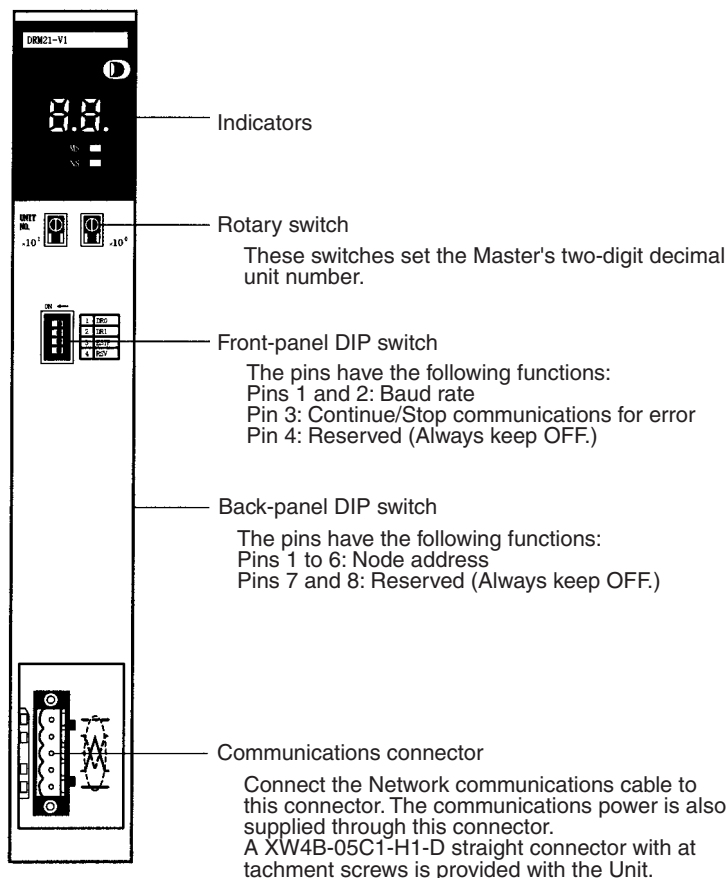 DRM21-V1
8.8.
MS
NS
Indicators
UNIT
NO.
×10¹
×10⁰
Rotary switch
These switches set the Master's two-digit decimal
unit number.
ON ←
1 DR0
2 DR1
3
4 RSV
Front-panel DIP switch
The pins have the following functions:
Pins 1 and 2: Baud rate
Pin 3: Continue/Stop communications for error
Pin 4: Reserved (Always keep OFF.)
Back-panel DIP switch
The pins have the following functions:
Pins 1 to 6: Node address
Pins 7 and 8: Reserved (Always keep OFF.)
Communications connector
Connect the Network communications cable to
this connector. The communications power is also
supplied through this connector.
A XW4B-05C1-H1-D straight connector with at
tachment screws is provided with the Unit.